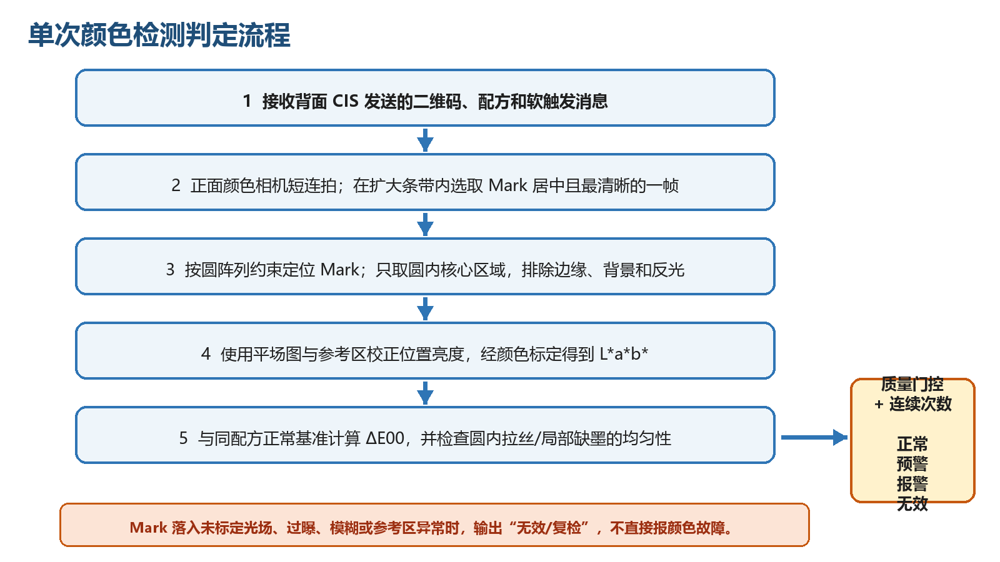 单次颜色检测判定流程
1 接收背面 CIS 发送的二维码、配方和软触发消息
2 正面颜色相机短连拍；在扩大条带内选取 Mark 居中且最清晰的一帧
3 按圆阵列约束定位 Mark；只取圆内核心区域，排除边缘、背景和反光
4 使用平场图与参考区校正位置亮度，经颜色标定得到 L*a*b*
5 与同配方正常基准计算 ΔE00，并检查圆内拉丝/局部缺墨的均匀性
质量门控
+ 连续次数
正常
预警
报警
无效
Mark 落入未标定光场、过曝、模糊或参考区异常时，输出“无效/复检”，不直接报颜色故障。